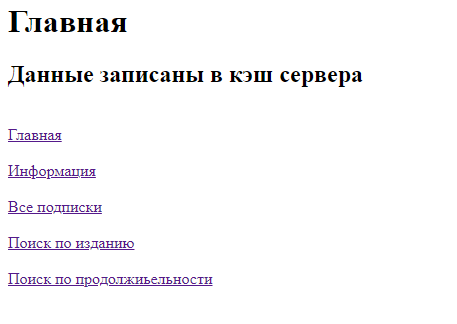 Главная
Данные записаны в кэш сервера
Главная
Информация
Все подписки
Поиск по изданию
Поиск по продолжиьельности